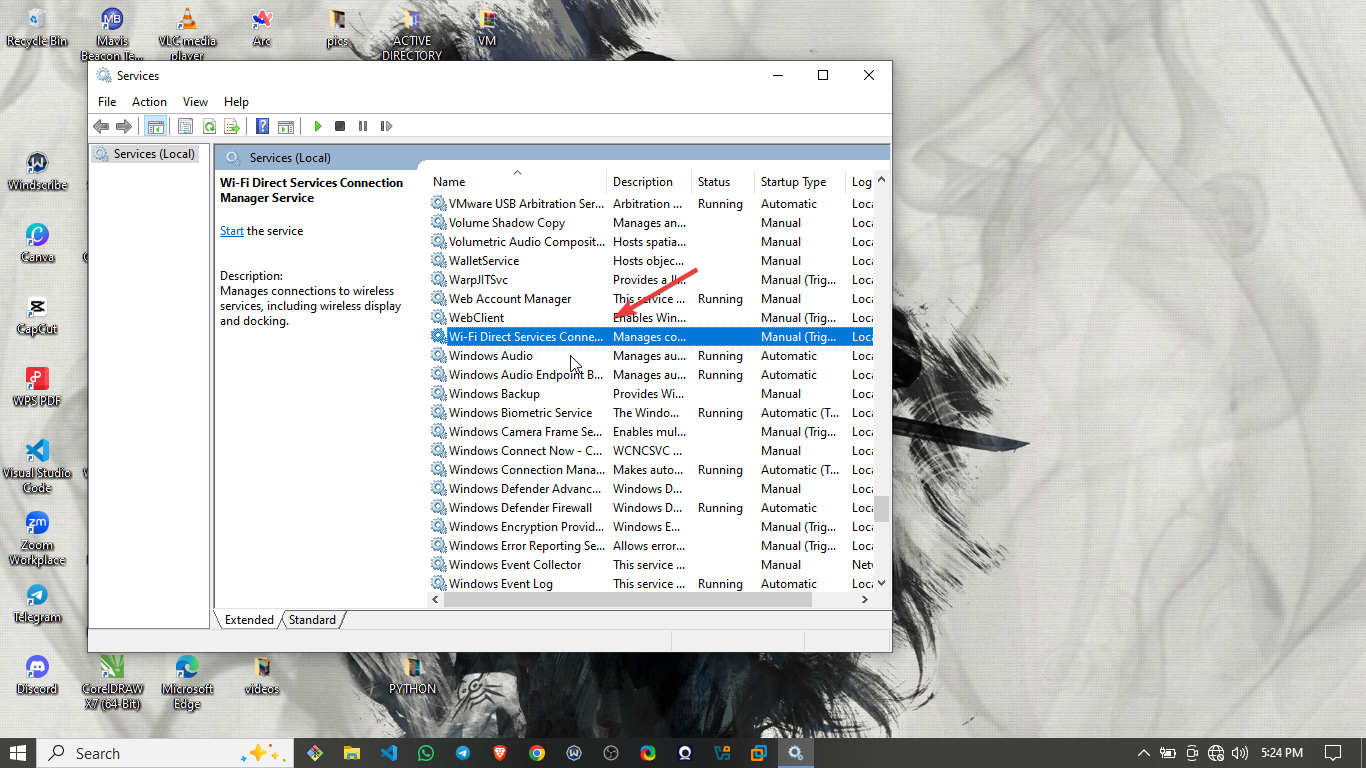 Recycle Bin
Mavis
Beacon Te...
VLC media
player
Arc
pics
ACTIVE
DIRECTORY
VM
Services
File Action View Help
Services (Local)
Services (Local)
Wi-Fi Direct Services Connection
Manager Service
Start the service
Description:
Manages connections to wireless
services, including wireless display
and docking.
Name Description Status Startup Type Log
VMware USB Arbitration Ser... Arbitration ... Running Automatic Loca
Volume Shadow Copy Manages an... Manual Loca
Volumetric Audio Composit... Hosts spatia... Manual Loca
WalletService Hosts objec... Manual Loca
WarpJITSvc Provides a JI... Manual (Trig... Loca
Web Account Manager This service ... Running Manual Loca
WebClient Enables Win... Manual (Trig... Loca
Wi-Fi Direct Services Conne... Manages co... Manual (Trig... Loca
Windows Audio Manages au... Running Automatic Loca
Windows Audio Endpoint B... Manages au... Running Automatic Loca
Windows Backup Provides Wi... Manual Loca
Windows Biometric Service The Windo... Running Automatic (T... Loca
Windows Camera Frame Se... Enables mul... Manual (Trig... Loca
Windows Connect Now - C... WCNCSVC ... Manual Loca
Windows Connection Mana... Makes auto... Running Automatic (T... Loca
Windows Defender Advanc... Windows D... Manual Loca
Windows Defender Firewall Windows D... Running Automatic Loca
Windows Encryption Provid... Windows E... Manual (Trig... Loca
Windows Error Reporting Se... Allows error... Manual (Trig... Loca
Windows Event Collector This service ... Manual Netw
Windows Event Log This service ... Running Automatic Loca
Extended Standard
Windscribe
Canva
CapCut
WPS PDF
Visual Studio
Code
Zoom
Workplace
Telegram
Discord
CorelDRAW
X7 (64-Bit)
Microsoft
Edge
videos
PYTHON
Search
5:24 PM